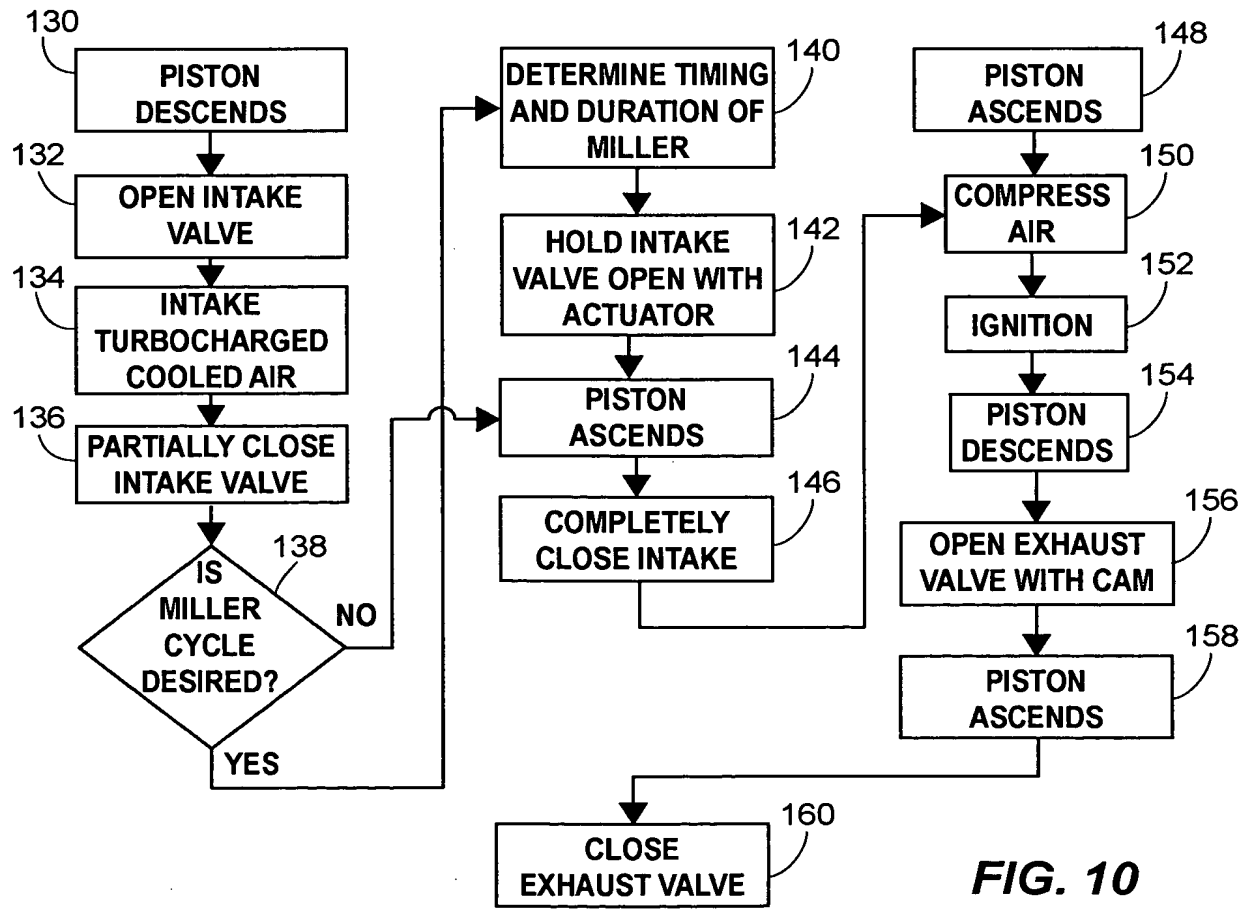 130
PISTON
DESCENDS
132
OPEN INTAKE
VALVE
134
INTAKE
TURBOCHARGED
COOLED AIR
136
PARTIALLY CLOSE
INTAKE VALVE
138
IS
MILLER
CYCLE
DESIRED?
NO
YES
140
DETERMINE TIMING
AND DURATION OF
MILLER
142
HOLD INTAKE
VALVE OPEN WITH
ACTUATOR
144
PISTON
ASCENDS
146
COMPLETELY
CLOSE INTAKE
148
PISTON
ASCENDS
150
COMPRESS
AIR
152
IGNITION
154
PISTON
DESCENDS
156
OPEN EXHAUST
VALVE WITH CAM
158
PISTON
ASCENDS
160
CLOSE
EXHAUST VALVE
FIG. 10